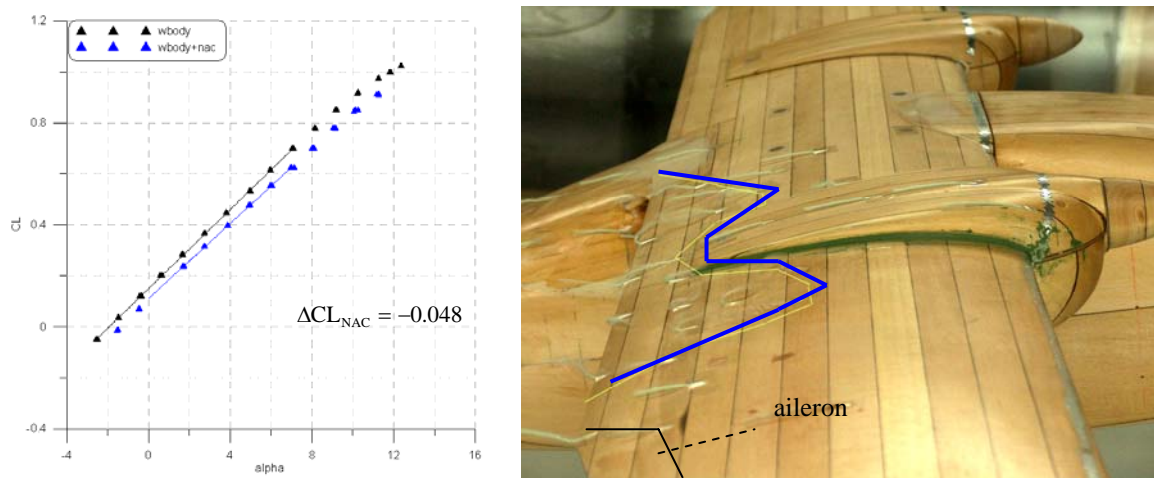 1.2
wbody
wbody+nac
0.8
CL
0.4
ΔCL_NAC = −0.048
0
-0.4
-4
0
4
8
12
16
alpha
aileron